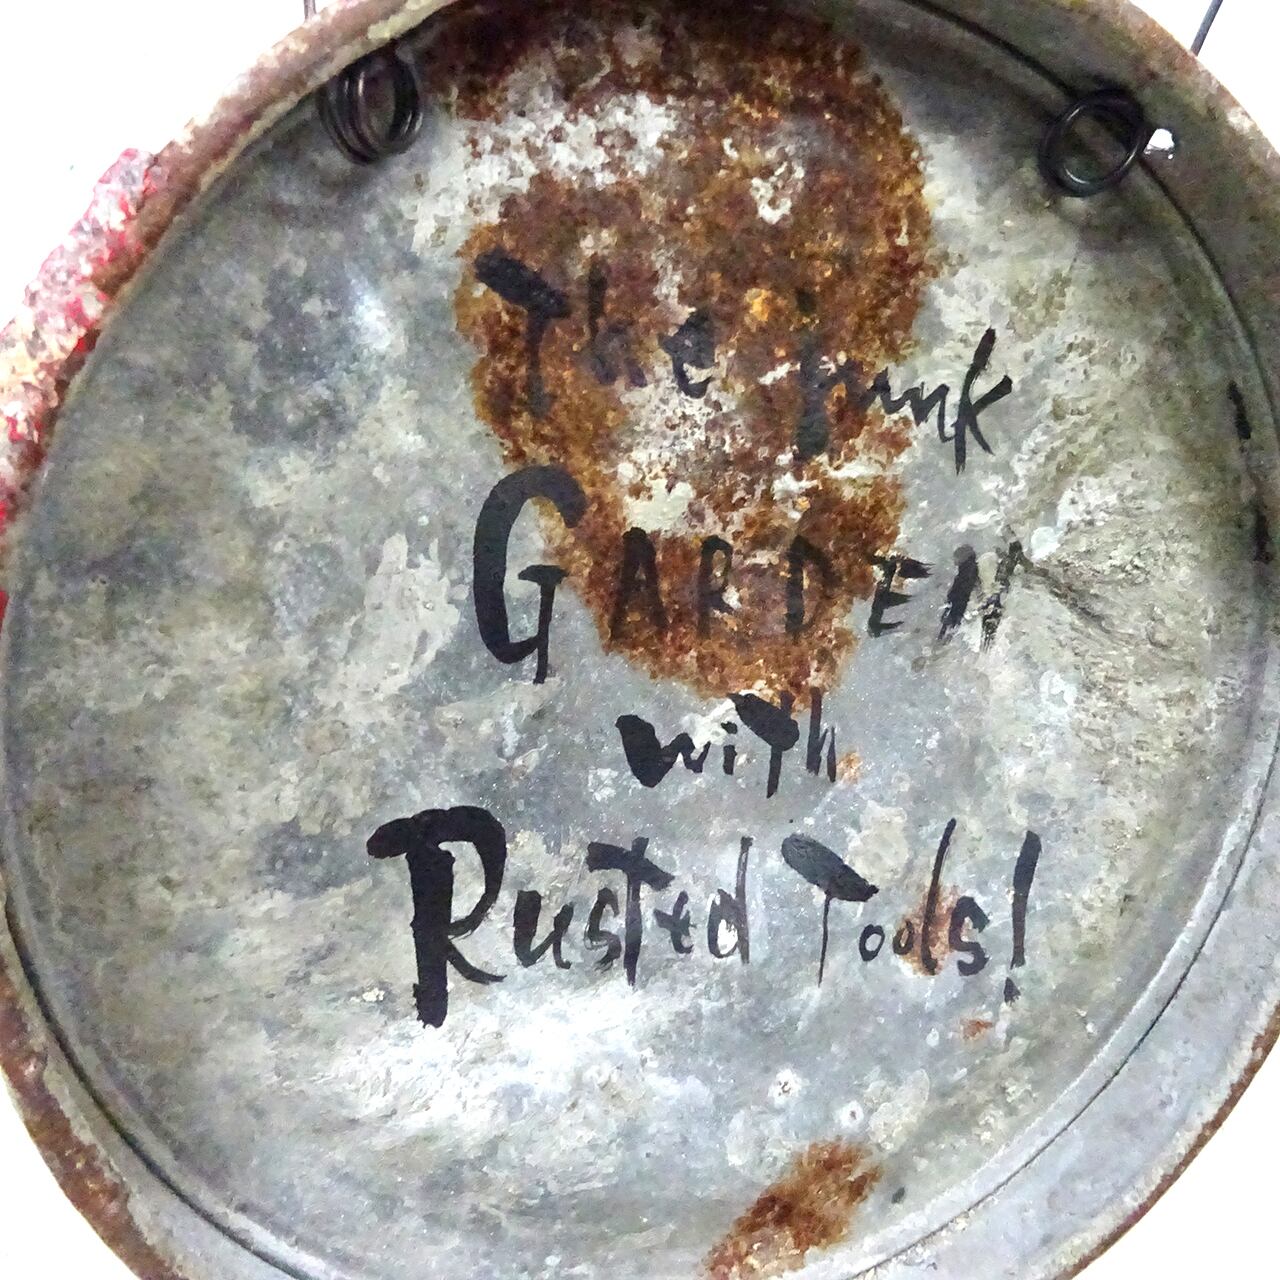 The junk
GARDEN
with
Rusted Tools!